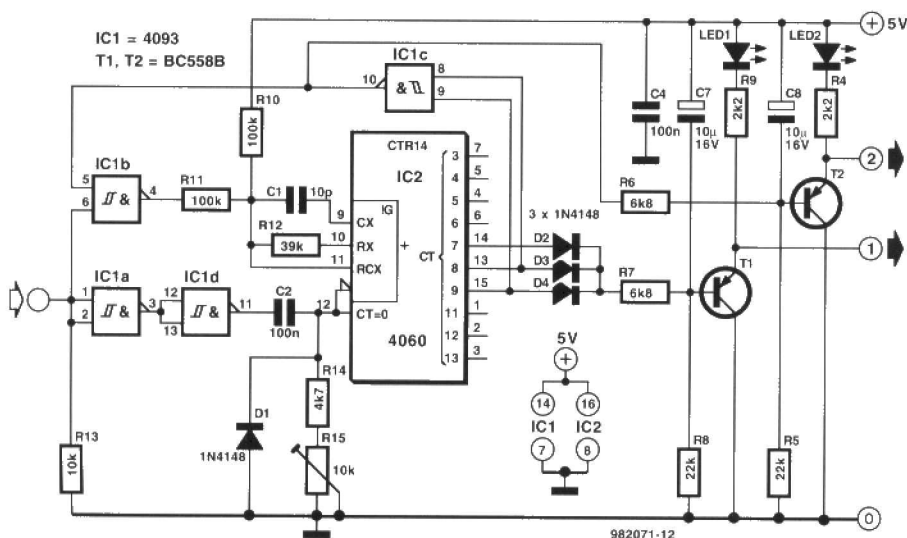 IC1 = 4093
T1, T2 = BC558B
IC1c
10
8
9
& 
5V
LED1
LED2
R10
100k
R9
2k2
R4
2k2
C4
100n
C7
10µ
16V
C8
10µ
16V
CTR14
IC2
IC1b
5
6
4
&
R11
100k
C1
10p
R12
39k
9
10
11
!G
CX
RX
RCX
+
CT
3
7
4
5
5
4
6
6
7
14
8
13
9
15
11
1
12
2
13
3
3 x 1N4148
D2
D3
D4
R6
6k8
R7
6k8
T2
T1
2
1
IC1a
1
2
3
&
IC1d
12
13
11
&
C2
100n
12
CT=0
4060
R14
4k7
R15
10k
D1
1N4148
R13
10k
5V
14
16
IC1
IC2
7
8
R8
22k
R5
22k
0
982071-12